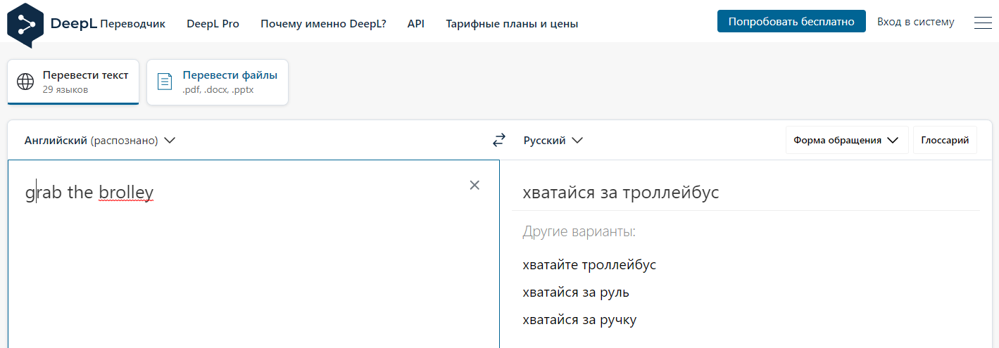 DeepL Переводчик DeepL Pro Почему именно DeepL? API Тарифные планы и цены Попробовать бесплатно Вход в систему
Перевести текст
29 языков
Перевести файлы
.pdf, .docx, .pptx
Английский (распознано) Русский Форма обращения Глоссарий
grab the brolley
хватайся за троллейбус
Другие варианты:
хватайте троллейбус
хватайся за руль
хватайся за ручку